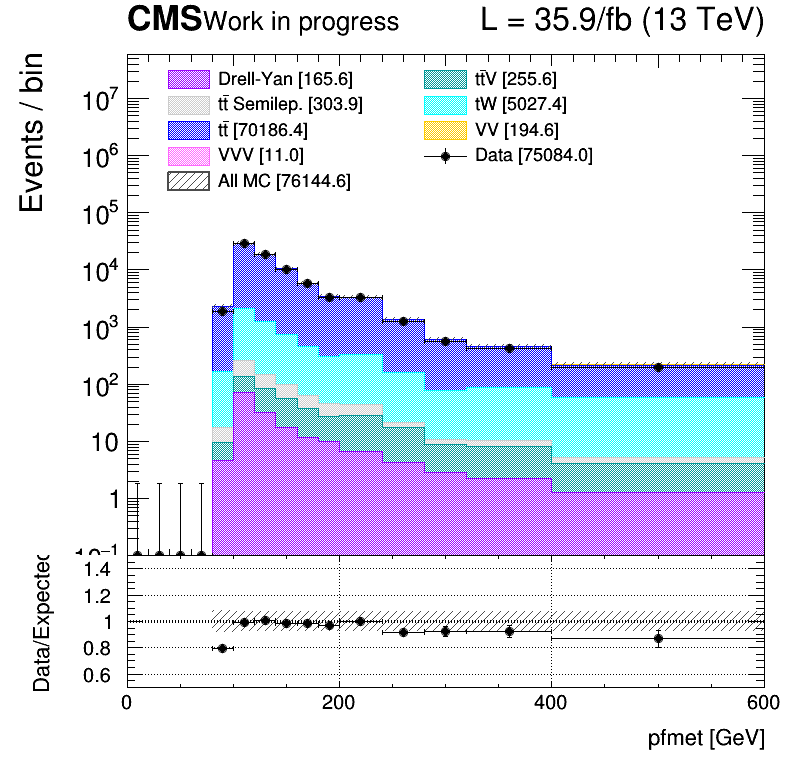 CMS Work in progress L = 35.9/fb (13 TeV)
Events / bin
Drell-Yan [165.6] tt̄V [255.6]
tt̄ Semilep. [303.9] tW [5027.4]
tt̄ [70186.4] VV [194.6]
VVV [11.0] Data [75084.0]
All MC [76144.6]
10⁷
10⁶
10⁵
10⁴
10³
10²
10
1
10⁻¹
Data/Expected
1.4
1.2
1
0.8
0.6
0 200 400 600
pfmet [GeV]